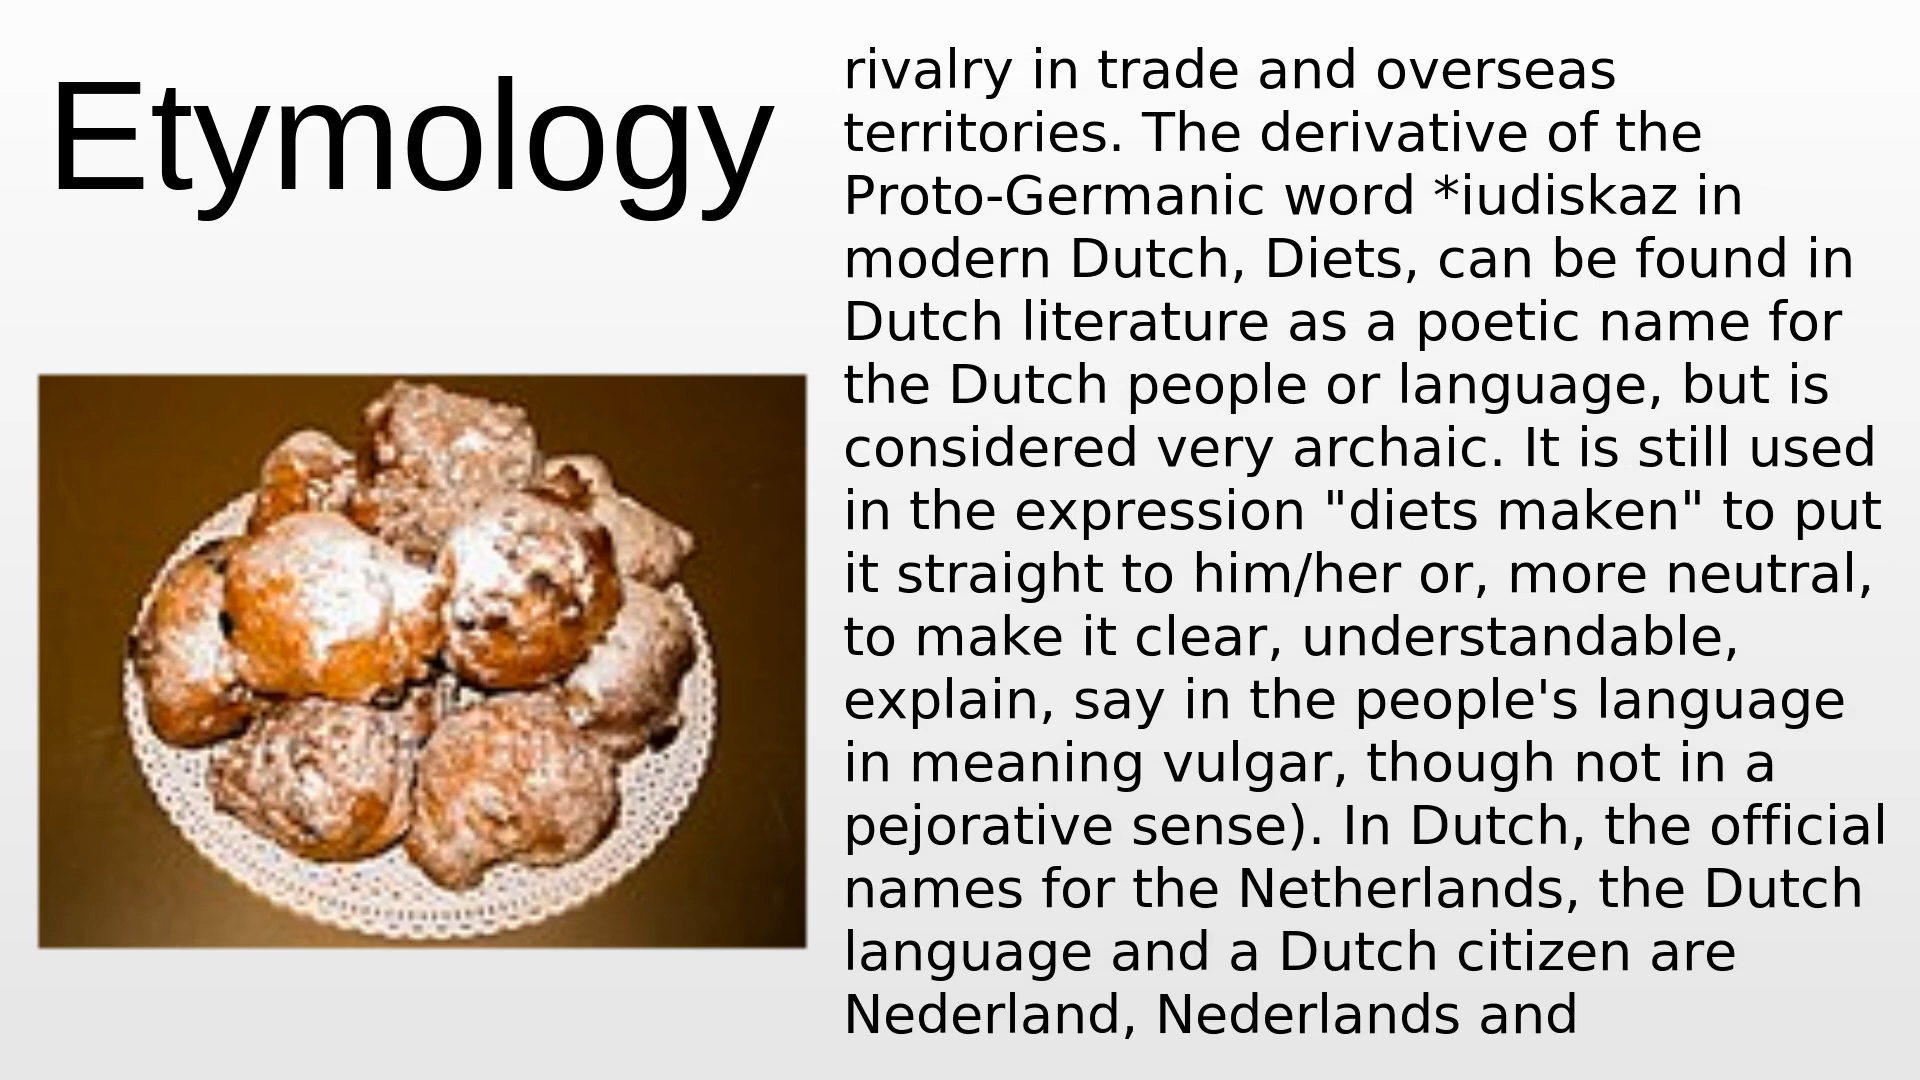 Etymology
rivalry in trade and overseas
territories. The derivative of the
Proto-Germanic word *iudiskaz in
modern Dutch, Diets, can be found in
Dutch literature as a poetic name for
the Dutch people or language, but is
considered very archaic. It is still used
in the expression "diets maken" to put
it straight to him/her or, more neutral,
to make it clear, understandable,
explain, say in the people's language
in meaning vulgar, though not in a
pejorative sense). In Dutch, the official
names for the Netherlands, the Dutch
language and a Dutch citizen are
Nederland, Nederlands and